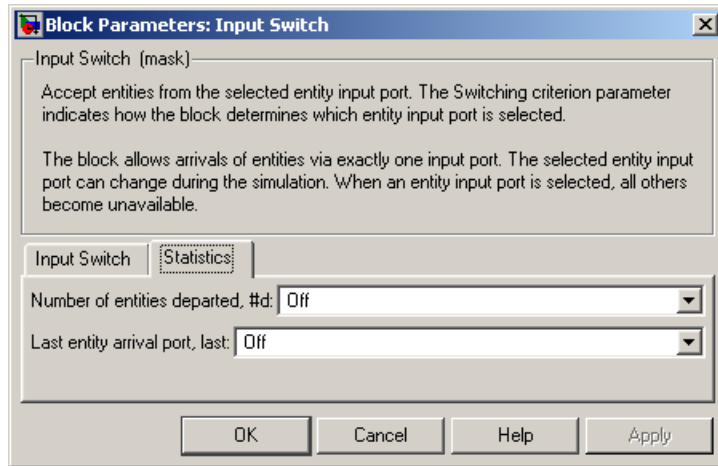 Block Parameters: Input Switch
Input Switch (mask)
Accept entities from the selected entity input port. The Switching criterion parameter
indicates how the block determines which entity input port is selected.
The block allows arrivals of entities via exactly one input port. The selected entity input
port can change during the simulation. When an entity input port is selected, all others
become unavailable.
Input Switch Statistics
Number of entities departed, #d: Off
Last entity arrival port, last: Off
OK Cancel Help Apply